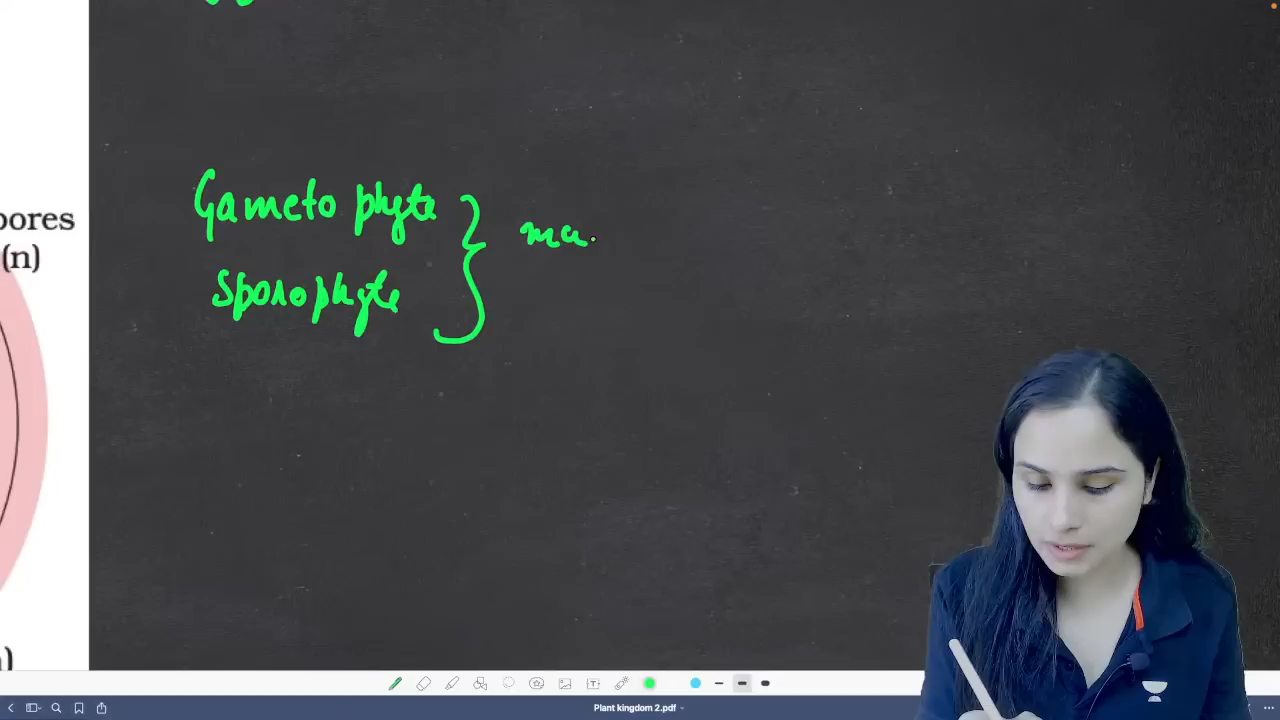 pores
(n)
Gameto phyte
Sporophyte
ma
Plant kingdom 2.pdf